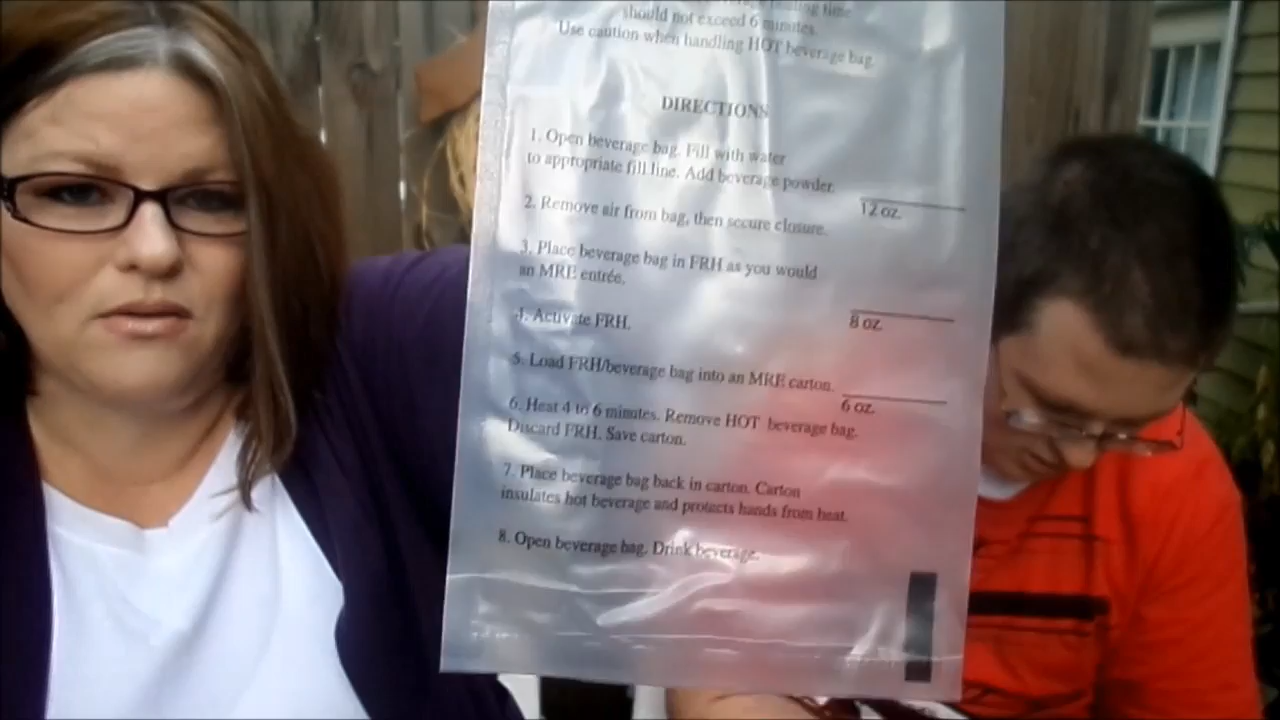 should not exceed 6 minutes.
Use caution when handling HOT beverage bag.
DIRECTIONS
1. Open beverage bag. Fill with water
to appropriate fill line. Add beverage powder.
12 oz.
2. Remove air from bag, then secure closure.
3. Place beverage bag in FRH as you would
an MRE entrée.
4. Activate FRH.
8 oz.
5. Load FRH/beverage bag into an MRE carton.
6 oz.
6. Heat 4 to 6 minutes. Remove HOT beverage bag.
Discard FRH. Save carton.
7. Place beverage bag back in carton. Carton
insulates hot beverage and protects hands from heat.
8. Open beverage bag. Drink beverage.